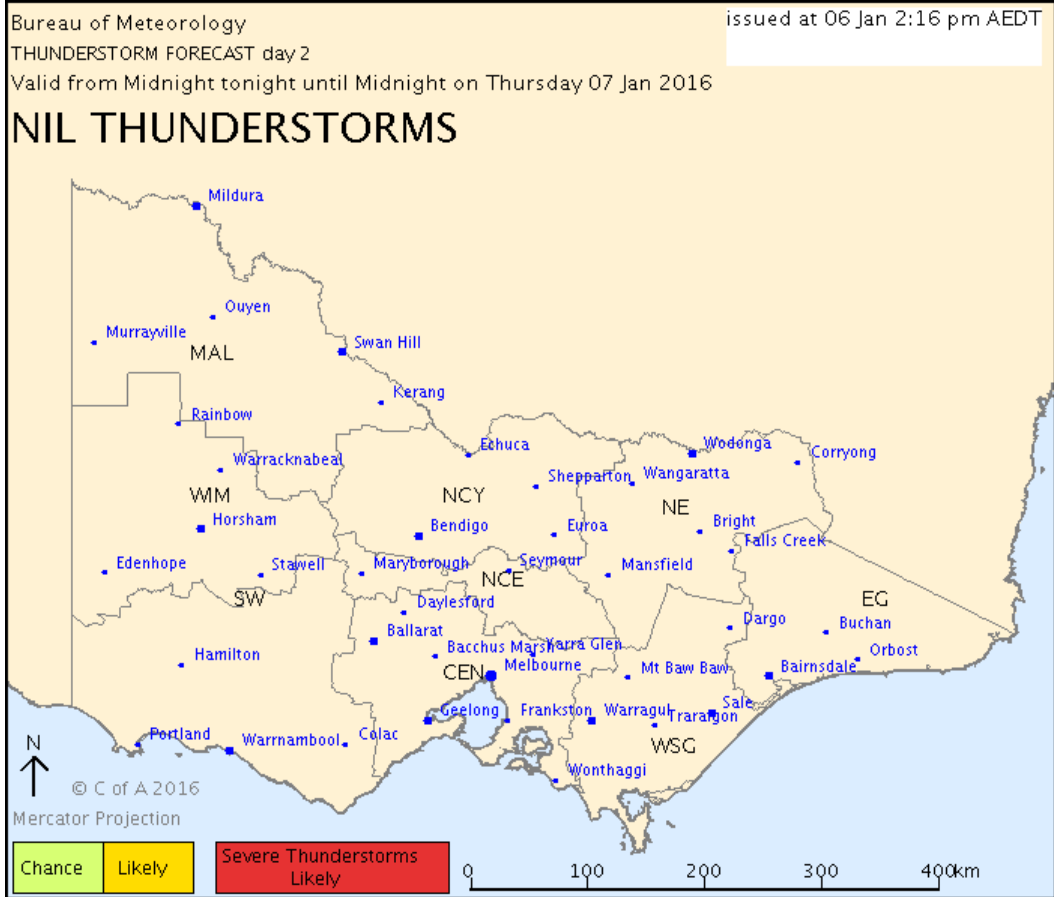 Bureau of Meteorology
issued at 06 Jan 2:16 pm AEDT
THUNDERSTORM FORECAST day 2
Valid from Midnight tonight until Midnight on Thursday 07 Jan 2016
NIL THUNDERSTORMS
Mildura
Ouyen
Murrayville
Swan Hill
MAL
Kerang
Rainbow
Echuca
Wodonga
Corryong
Warracknabeal
Shepparton
Wangaratta
WIM
NCY
NE
Horsham
Bendigo
Euroa
Bright
Falls Creek
Edenhope
Stawell
Maryborough
Seymour
Mansfield
NCE
SW
EG
Daylesford
Dargo
Buchan
Ballarat
Bacchus Marsh
Yarra Glen
Orbost
Hamilton
CEN
Melbourne
Mt Baw Baw
Bairnsdale
Geelong
Frankston
Warragul
Traralgon
Sale
Portland
Warrnambool
Colac
WSG
N
Wonthaggi
© C of A 2016
Mercator Projection
Chance
Likely
Severe Thunderstorms
Likely
0 100 200 300 400km